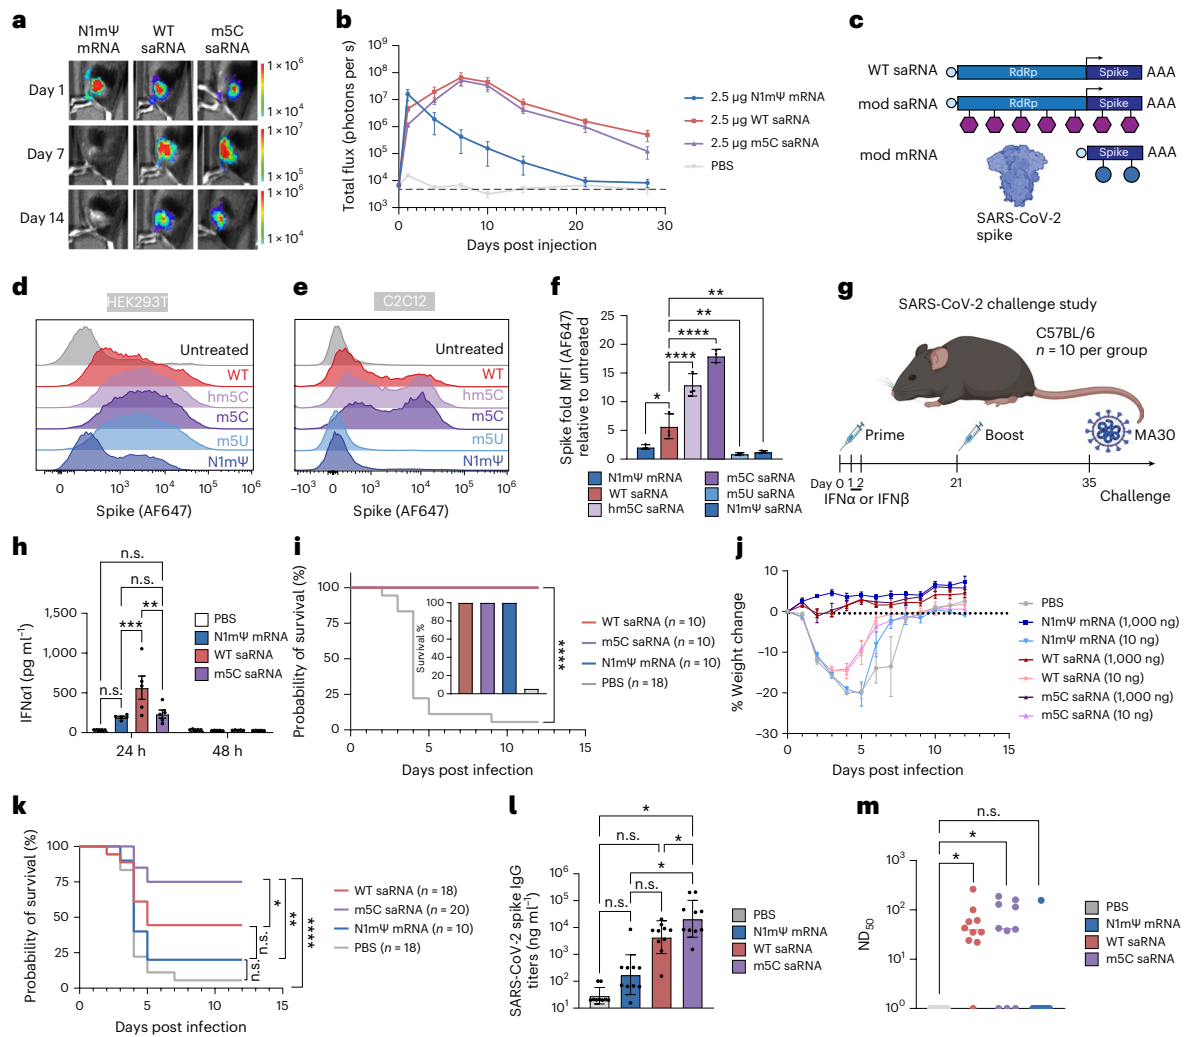 a
N1mΨ
mRNA
WT
saRNA
m5C
saRNA
Day 1
Day 7
Day 14
1 × 10⁶
1 × 10⁷
1 × 10⁵
1 × 10⁶
1 × 10⁴
b
Total flux (photons per s)
10⁹
10⁸
10⁷
10⁶
10⁵
10⁴
10³
0
10
20
30
Days post injection
2.5 µg N1mΨ mRNA
2.5 µg WT saRNA
2.5 µg m5C saRNA
PBS
c
WT saRNA
RdRp
Spike
AAA
mod saRNA
RdRp
Spike
AAA
mod mRNA
Spike
AAA
SARS-CoV-2
spike
d
HEK293T
Untreated
WT
hm5C
m5C
m5U
N1mΨ
0
10³
10⁴
10⁵
10⁶
Spike (AF647)
e
C2C12
Untreated
WT
hm5C
m5C
m5U
N1mΨ
−10³
0
10³
10⁴
10⁵
10⁶
Spike (AF647)
f
Spike fold MFI (AF647)
relative to untreated
25
20
15
10
5
0
**
**
****
****
*
N1mΨ mRNA
WT saRNA
hm5C saRNA
m5C saRNA
m5U saRNA
N1mΨ saRNA
g
SARS-CoV-2 challenge study
C57BL/6
n = 10 per group
Prime
Boost
MA30
Day 0 1 2
21
35
IFNα or IFNβ
Challenge
h
IFNα1 (pg ml⁻¹)
1,500
1,000
500
0
n.s.
n.s.
**
***
n.s.
24 h
48 h
PBS
N1mΨ mRNA
WT saRNA
m5C saRNA
i
Probability of survival (%)
100
75
50
25
0
0
5
10
15
Days post infection
Survival %
100
80
60
40
20
0
****
WT saRNA (n = 10)
m5C saRNA (n = 10)
N1mΨ mRNA (n = 10)
PBS (n = 18)
j
% Weight change
10
0
−10
−20
−30
0
5
10
15
Days post infection
PBS
N1mΨ mRNA (1,000 ng)
N1mΨ mRNA (10 ng)
WT saRNA (1,000 ng)
WT saRNA (10 ng)
m5C saRNA (1,000 ng)
m5C saRNA (10 ng)
k
Probability of survival (%)
100
75
50
25
0
0
5
10
15
Days post infection
n.s.
n.s.
*
**
****
WT saRNA (n = 18)
m5C saRNA (n = 20)
N1mΨ mRNA (n = 10)
PBS (n = 18)
l
SARS-CoV-2 spike IgG
titers (ng ml⁻¹)
10⁶
10⁵
10⁴
10³
10²
10¹
*
n.s.
*
*
n.s.
n.s.
PBS
N1mΨ mRNA
WT saRNA
m5C saRNA
m
ND₅₀
10³
10²
10¹
10⁰
n.s.
*
*
PBS
N1mΨ mRNA
WT saRNA
m5C saRNA